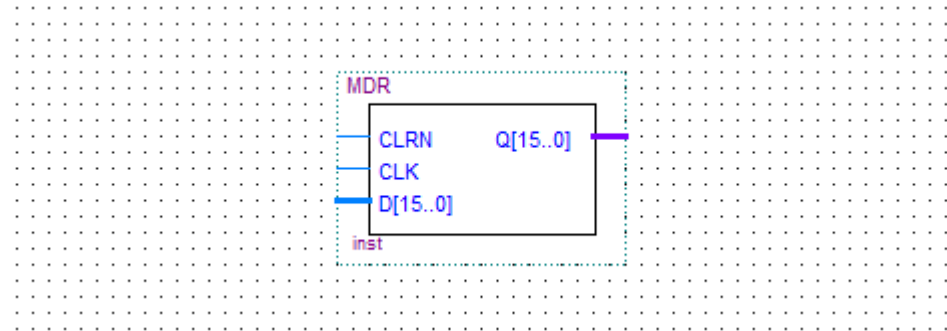 MDR
CLRN Q[15..0]
CLK
D[15..0]
inst